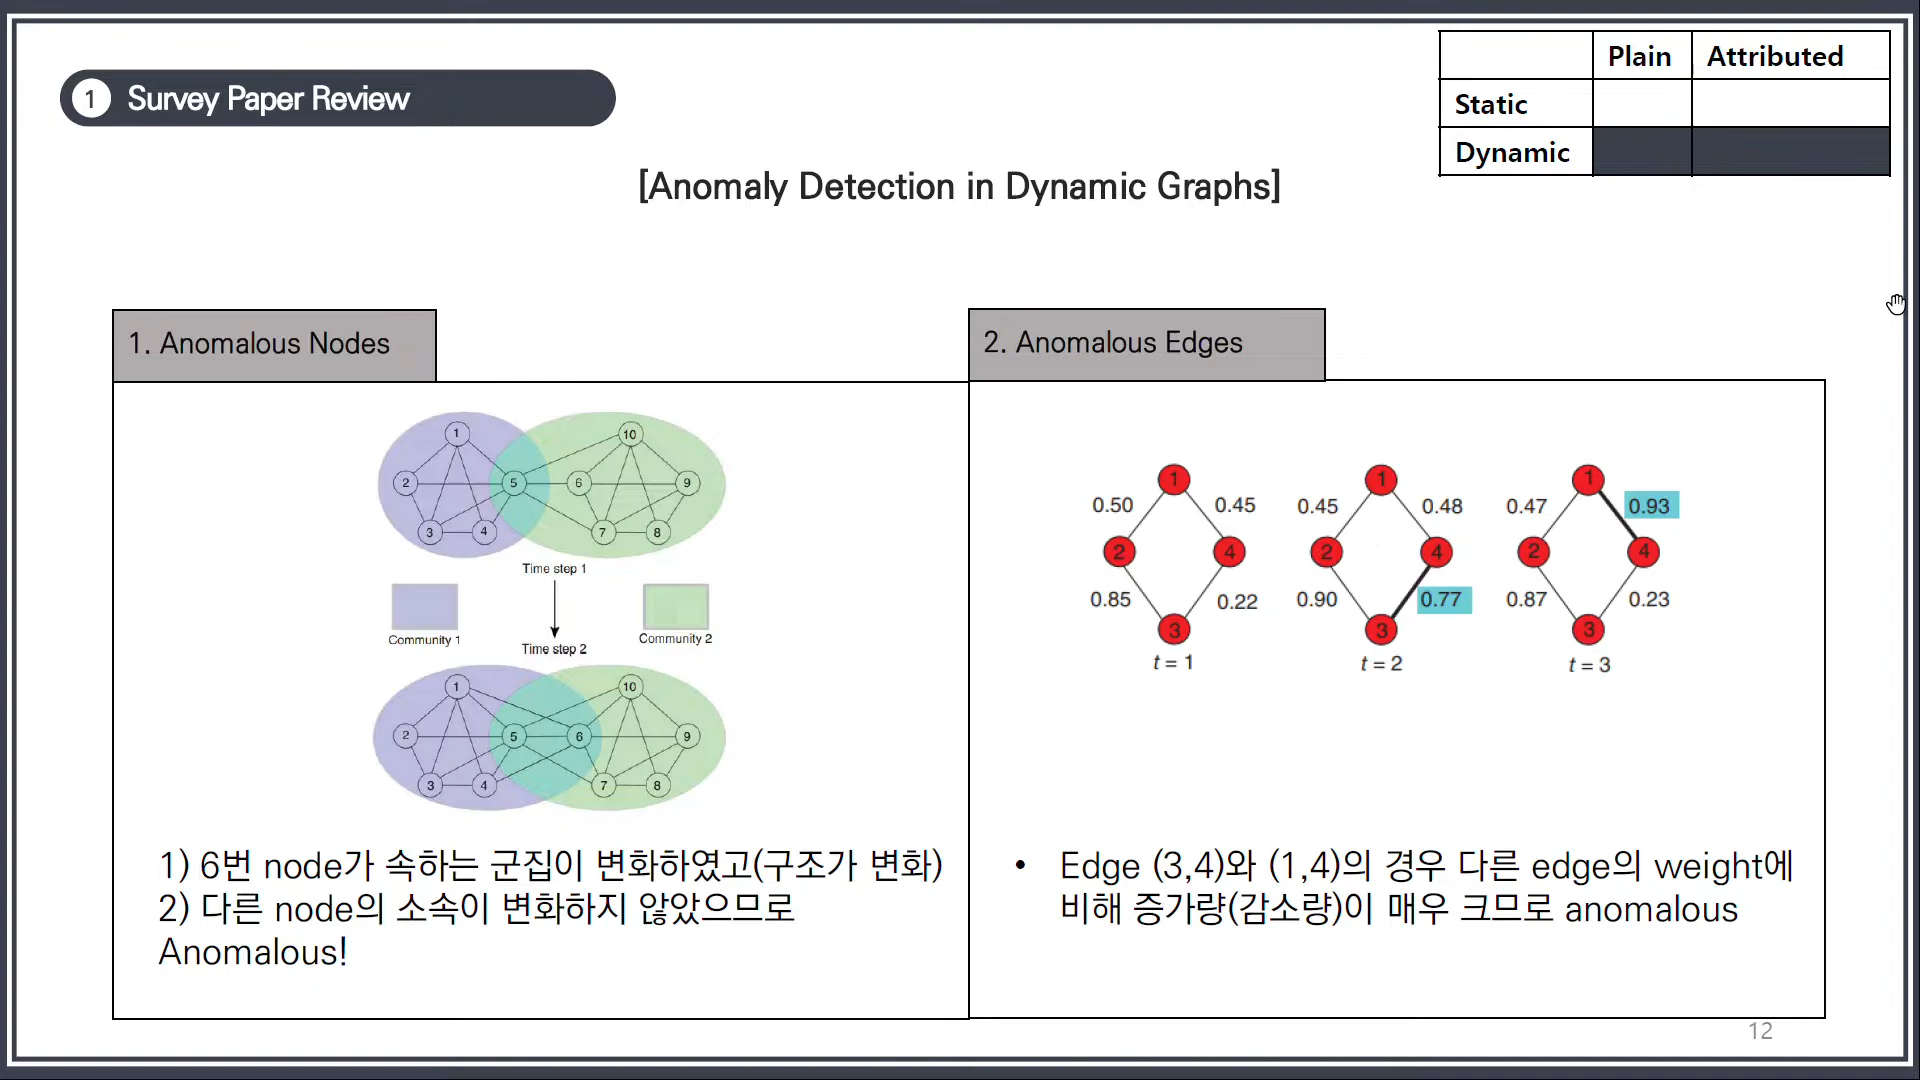 1 Survey Paper Review
Plain Attributed
Static
Dynamic
[Anomaly Detection in Dynamic Graphs]
1. Anomalous Nodes
1
10
2
5
6
9
3
4
7
8
Time step 1
Community 1
Community 2
Time step 2
1
10
2
5
6
9
3
4
7
8
1) 6번 node가 속하는 군집이 변화하였고(구조가 변화)
2) 다른 node의 소속이 변화하지 않았으므로
Anomalous!
2. Anomalous Edges
1
0.50 0.45
2 4
0.85 0.22
3
t = 1
1
0.45 0.48
2 4
0.90 0.77
3
t = 2
1
0.47 0.93
2 4
0.87 0.23
3
t = 3
• Edge (3,4)와 (1,4)의 경우 다른 edge의 weight에
비해 증가량(감소량)이 매우 크므로 anomalous
12